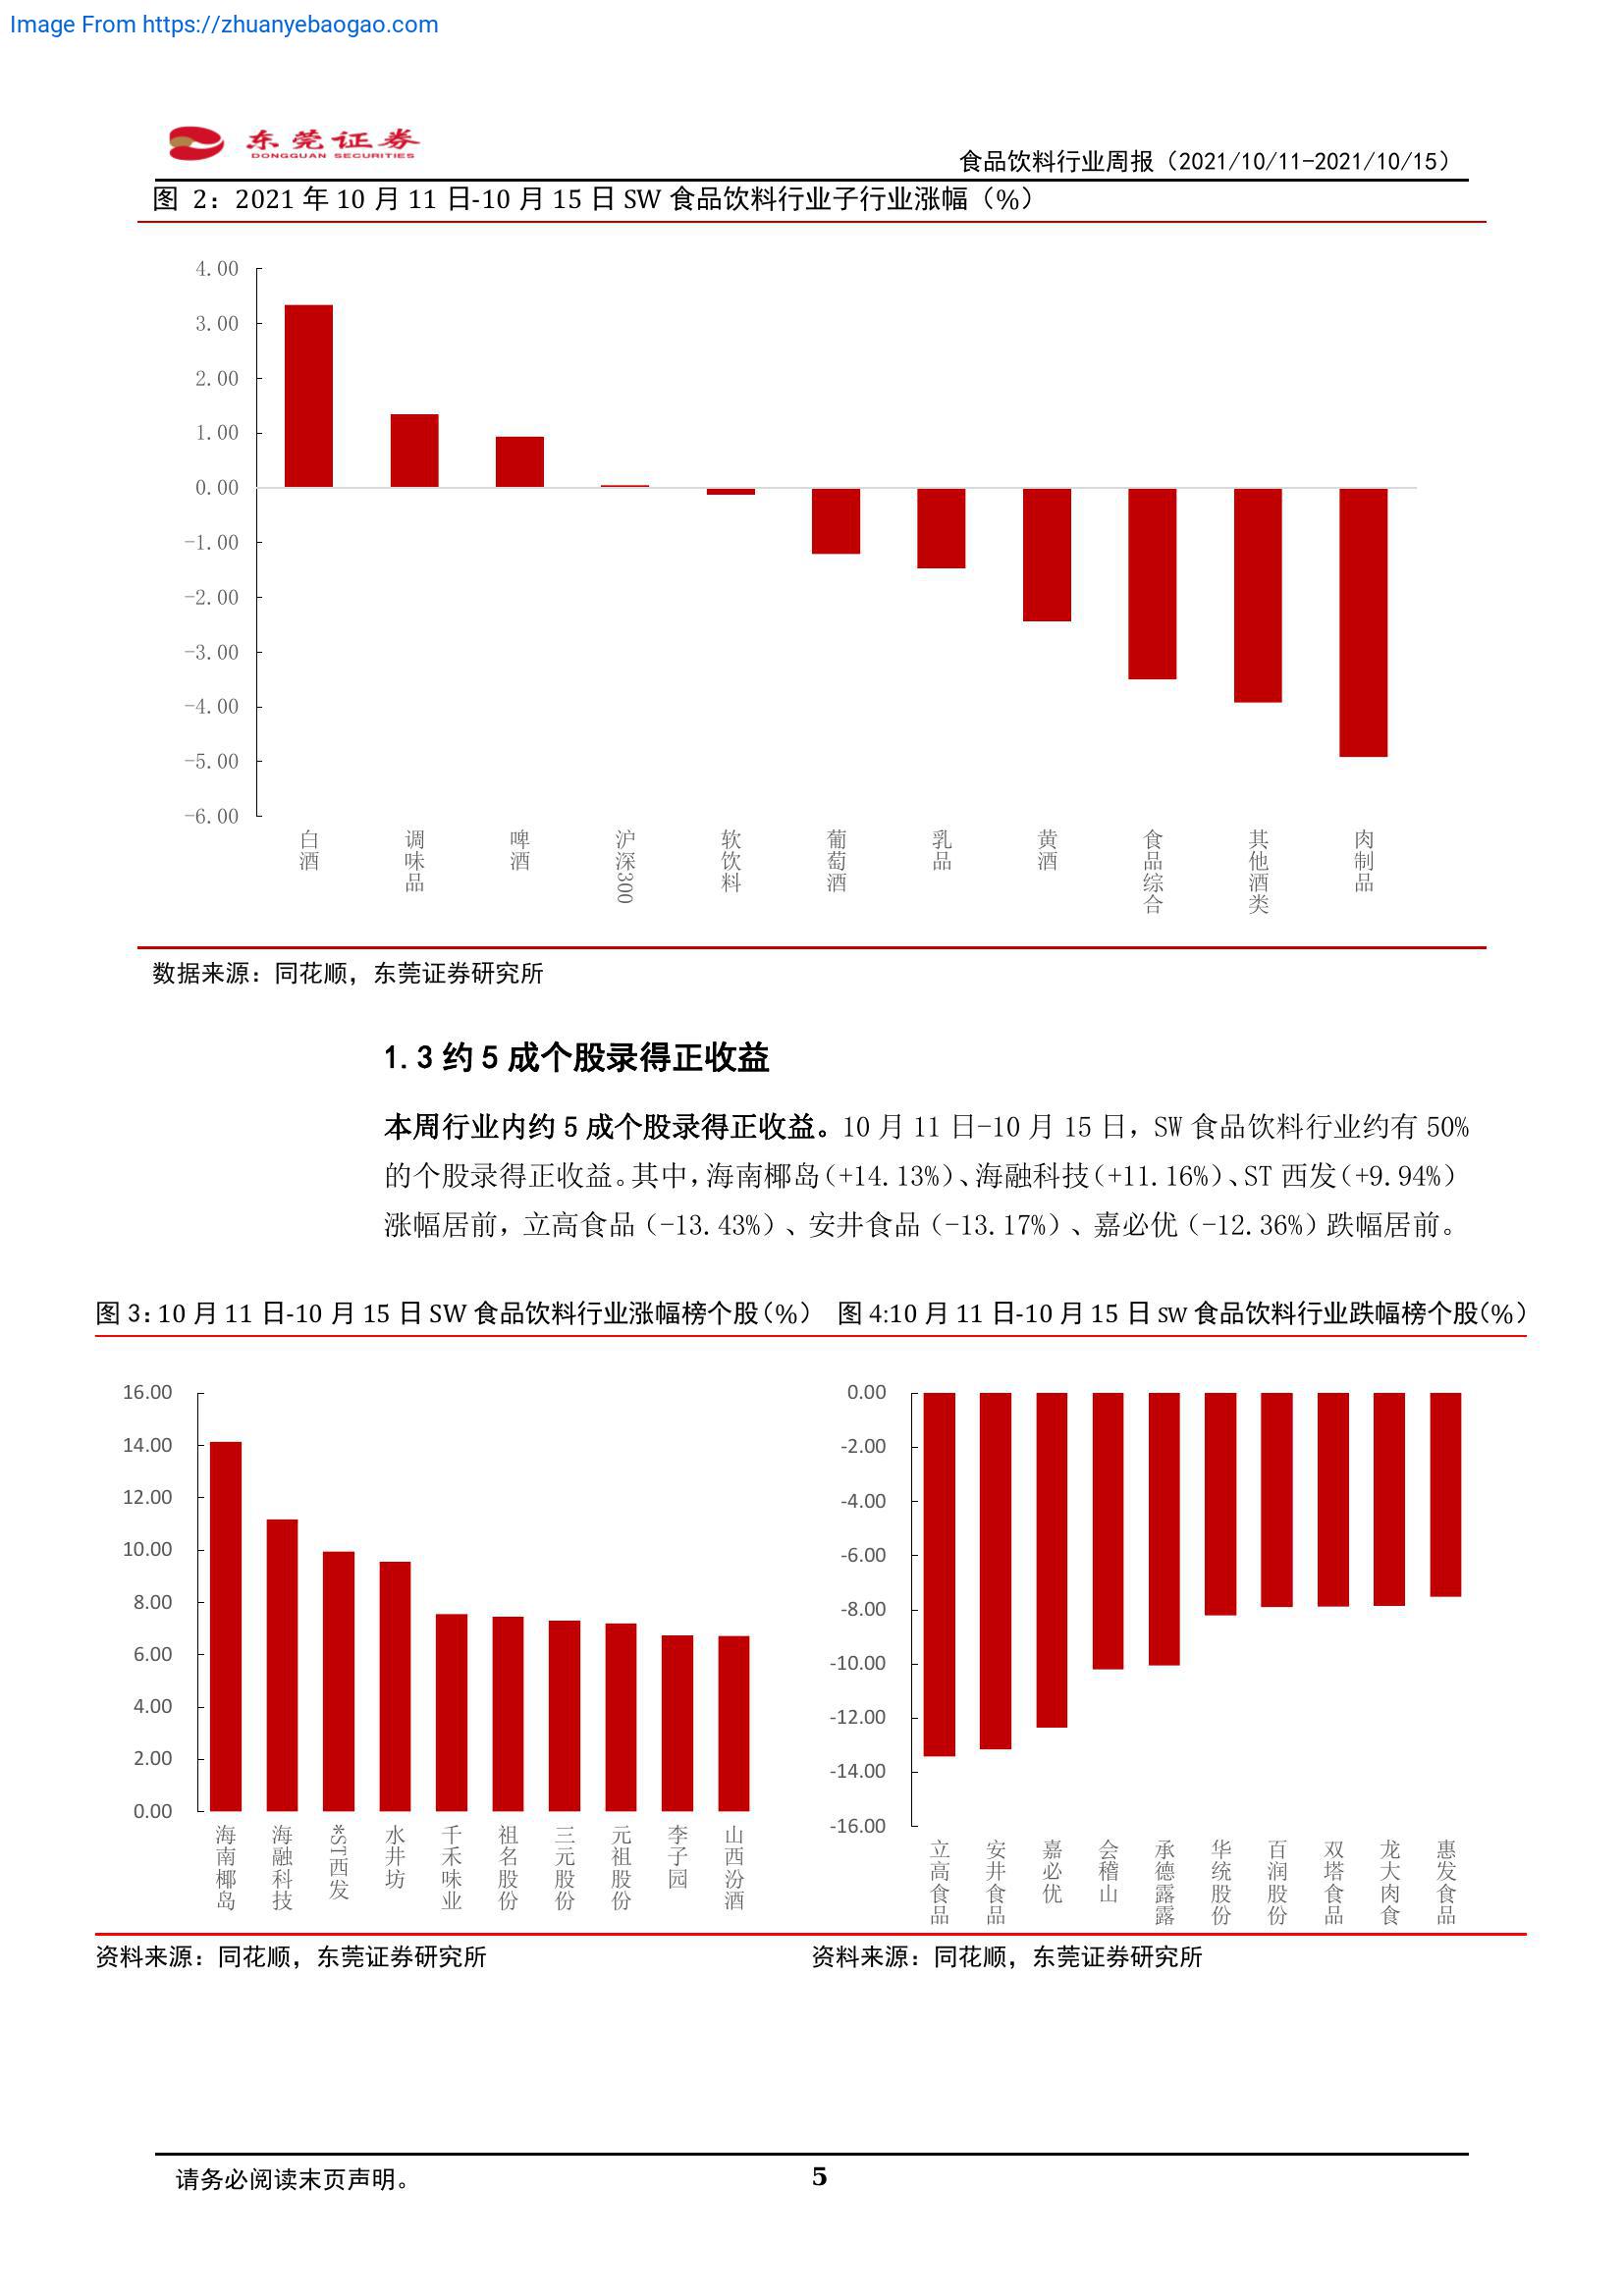 Image From https://zhuanyebaogao.com
东莞证券
DONGGUAN SECURITIES
食品饮料行业周报（2021/10/11-2021/10/15）
图 2：2021 年 10 月 11 日-10 月 15 日 SW 食品饮料行业子行业涨幅（%）
4.00
3.00
2.00
1.00
0.00
-1.00
-2.00
-3.00
-4.00
-5.00
-6.00
白酒
调味品
啤酒
沪深300
软饮料
葡萄酒
乳品
黄酒
食品综合
其他酒类
肉制品
数据来源：同花顺，东莞证券研究所
1.3 约 5 成个股录得正收益
本周行业内约 5 成个股录得正收益。10 月 11 日-10 月 15 日，SW 食品饮料行业约有 50%
的个股录得正收益。其中，海南椰岛（+14.13%）、海融科技（+11.16%）、ST 西发（+9.94%）
涨幅居前，立高食品（-13.43%）、安井食品（-13.17%）、嘉必优（-12.36%）跌幅居前。
图 3：10 月 11 日-10 月 15 日 SW 食品饮料行业涨幅榜个股（%）
16.00
14.00
12.00
10.00
8.00
6.00
4.00
2.00
0.00
海南椰岛
海融科技
*ST西发
水井坊
千禾味业
祖名股份
三元股份
元祖股份
李子园
山西汾酒
资料来源：同花顺，东莞证券研究所
图 4:10 月 11 日-10 月 15 日 SW 食品饮料行业跌幅榜个股（%）
0.00
-2.00
-4.00
-6.00
-8.00
-10.00
-12.00
-14.00
-16.00
立高食品
安井食品
嘉必优
会稽山
承德露露
华统股份
百润股份
双塔食品
龙大肉食
惠发食品
资料来源：同花顺，东莞证券研究所
请务必阅读末页声明。
5